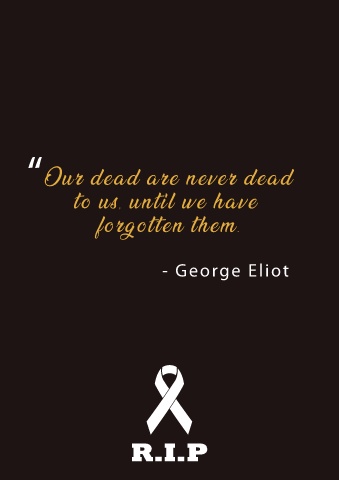 “Our dead are never dead
to us, until we have
forgotten them.
- George Eliot
R.I.P